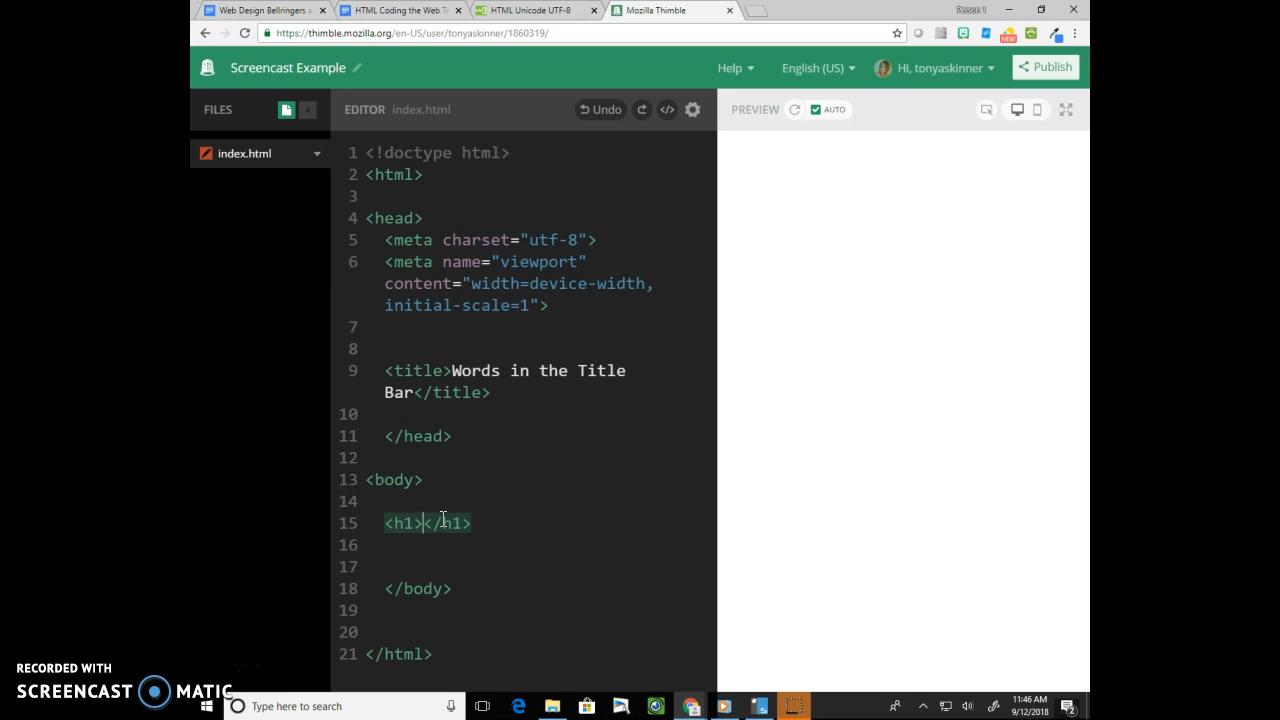 Web Design Bellringers a
HTML Coding the Web T
HTML Unicode UTF-8
Mozilla Thimble
Person 1
https://thimble.mozilla.org/en-US/user/tonyaskinner/1860319/
NEW
Screencast Example
Help
English (US)
Hi, tonyaskinner
Publish
FILES
EDITOR index.html
Undo
PREVIEW
AUTO
index.html
1 <!doctype html>
2 <html>
3
4 <head>
5 <meta charset="utf-8">
6 <meta name="viewport"
content="width=device-width,
initial-scale=1">
7
8
9 <title>Words in the Title
Bar</title>
10
11 </head>
12
13 <body>
14
15 <h1></h1>
16
17
18 </body>
19
20
21 </html>
RECORDED WITH
SCREENCAST MATIC
Type here to search
11:46 AM
9/12/2018
2